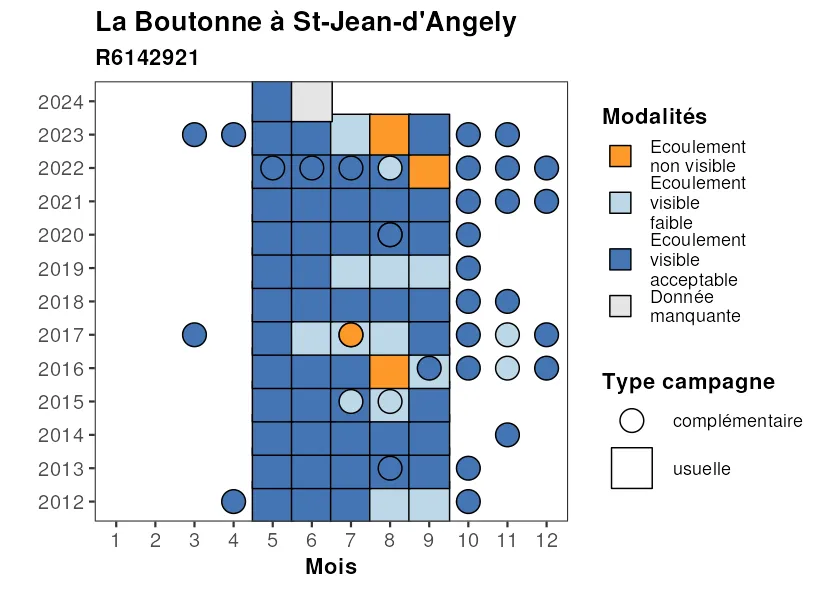 La Boutonne à St-Jean-d'Angely
R6142921
2024
2023
2022
2021
2020
2019
2018
2017
2016
2015
2014
2013
2012
1 2 3 4 5 6 7 8 9 10 11 12
Mois
Modalités
Ecoulement
non visible
Ecoulement
visible
faible
Ecoulement
visible
acceptable
Donnée
manquante
Type campagne
complémentaire
usuelle